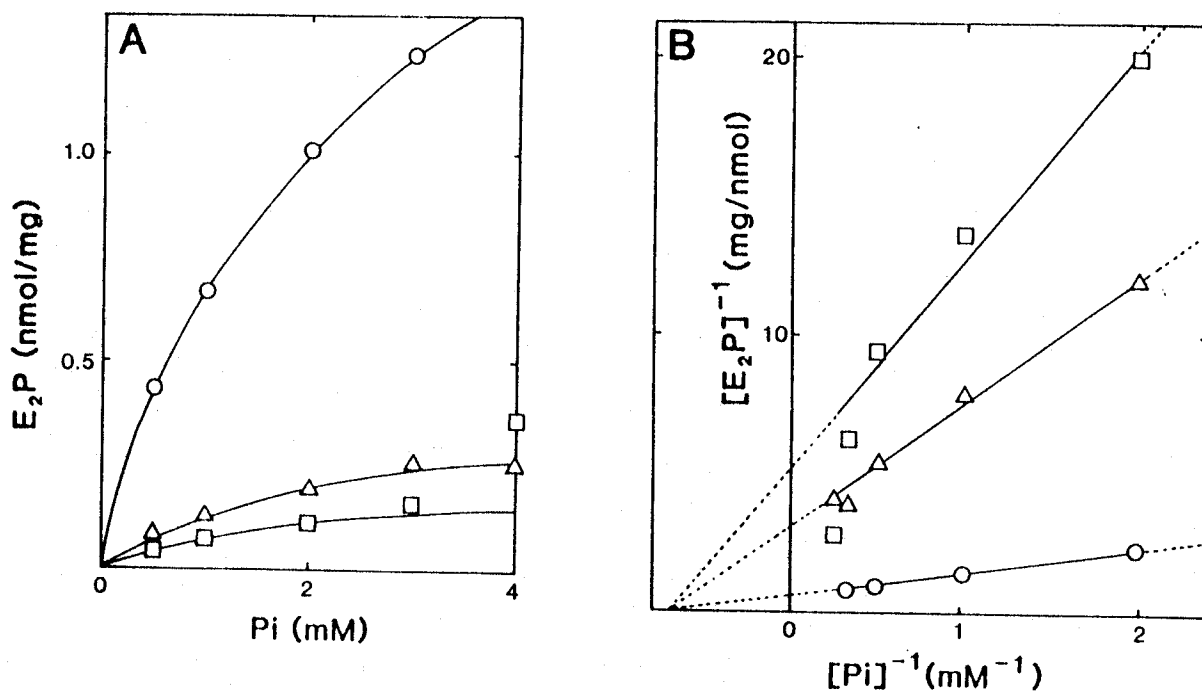 A
1.0
0.5
0
2
4
E₂P (nmol/mg)
Pi (mM)
B
20
10
0
1
2
[E₂P]⁻¹ (mg/nmol)
[Pi]⁻¹(mM⁻¹)